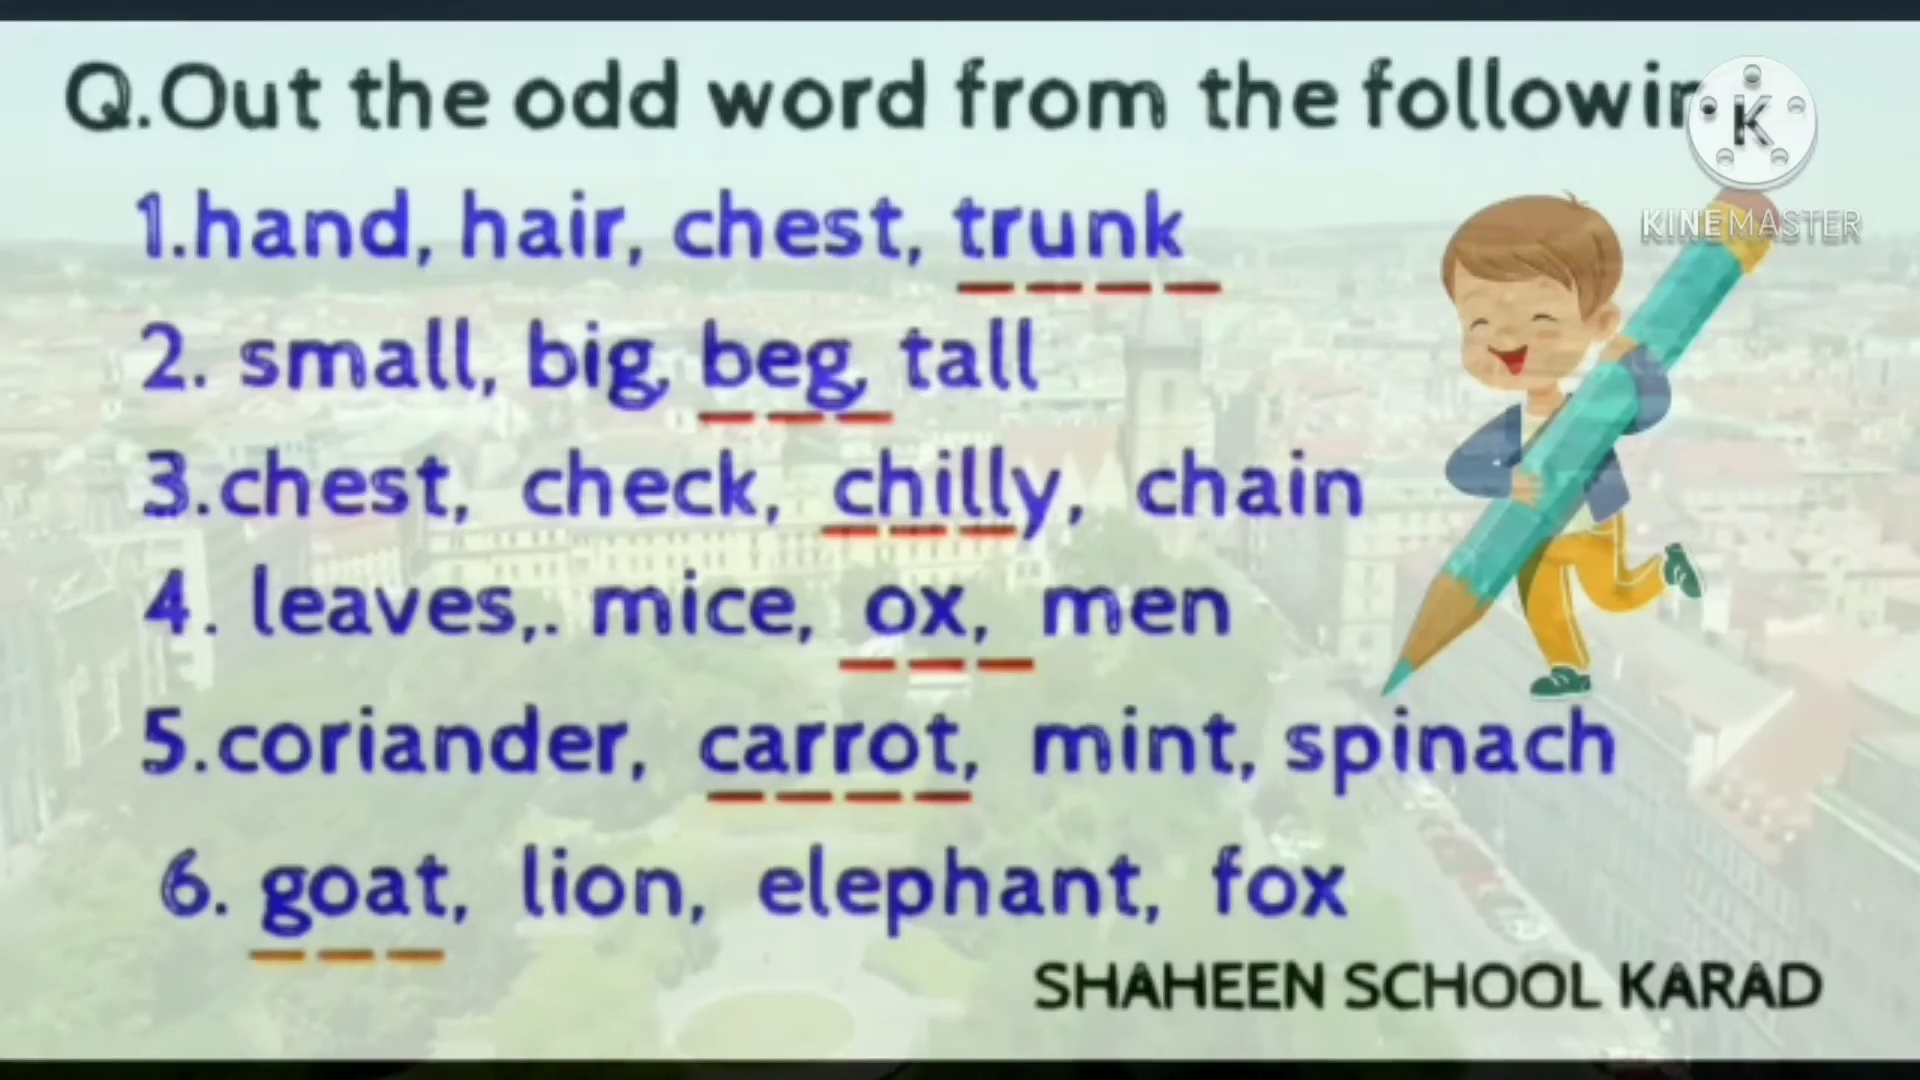 Q.Out the odd word from the followin
K
KINEMASTER
1.hand, hair, chest, trunk
2. small, big, beg, tall
3.chest, check, chilly, chain
4. leaves,. mice, ox, men
5.coriander, carrot, mint, spinach
6. goat, lion, elephant, fox
SHAHEEN SCHOOL KARAD